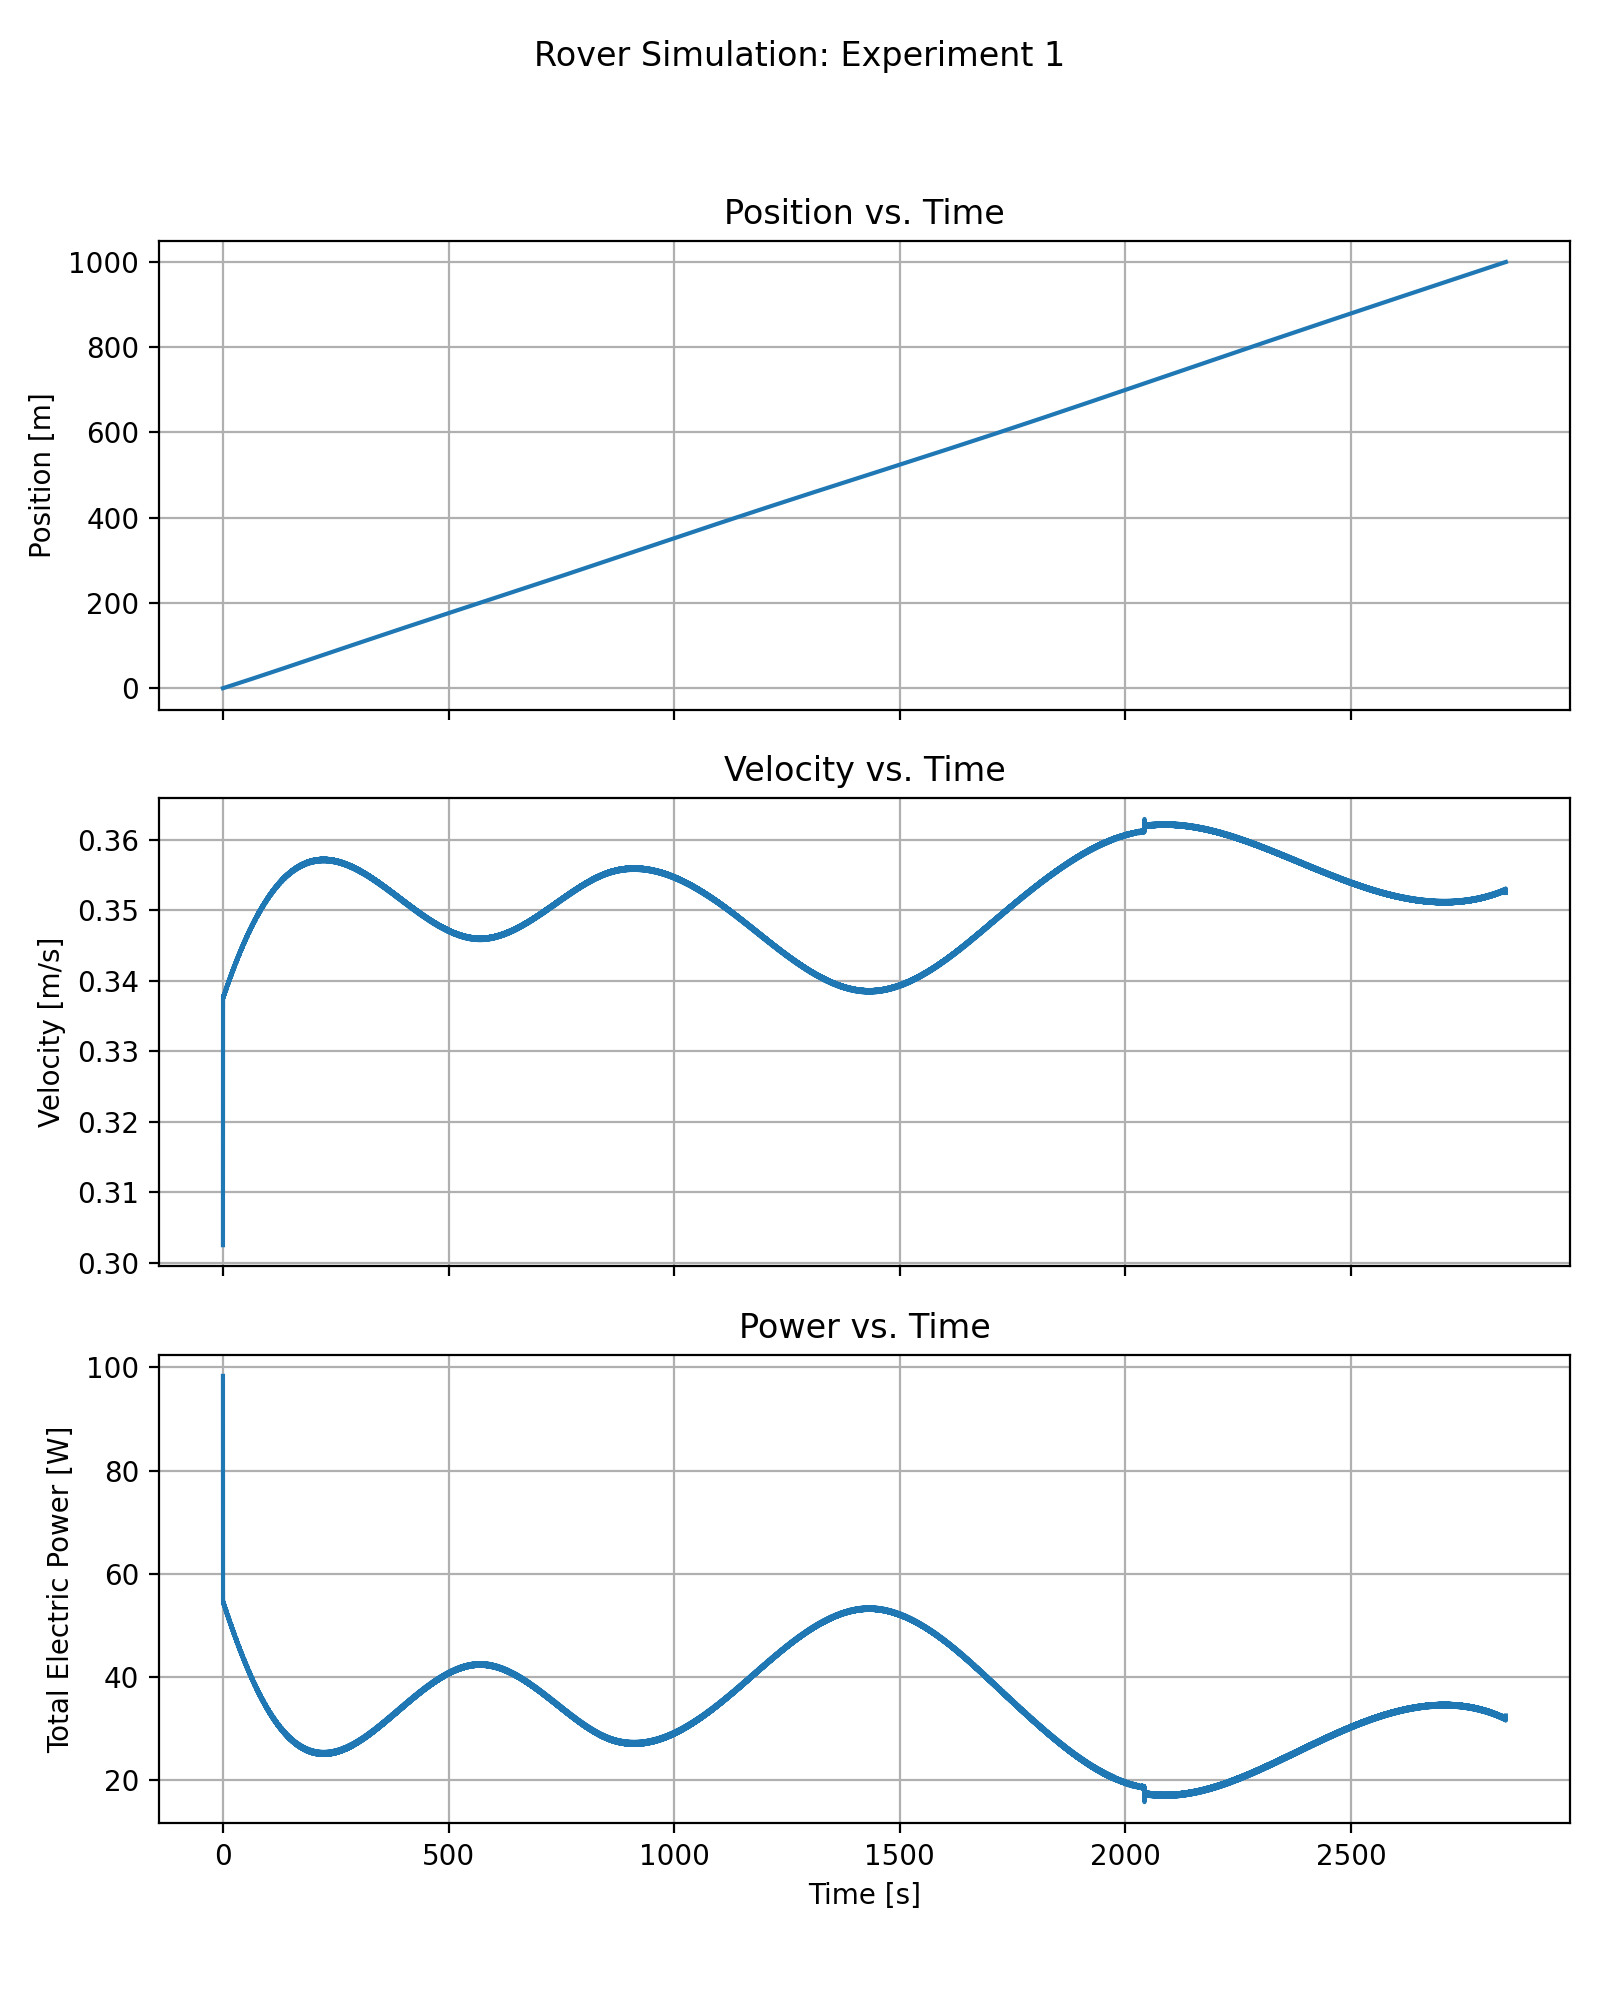 Rover Simulation: Experiment 1
Position vs. Time
1000
800
600
400
200
0
Position [m]
Velocity vs. Time
0.36
0.35
0.34
0.33
0.32
0.31
0.30
Velocity [m/s]
Power vs. Time
100
80
60
40
20
Total Electric Power [W]
0 500 1000 1500 2000 2500
Time [s]